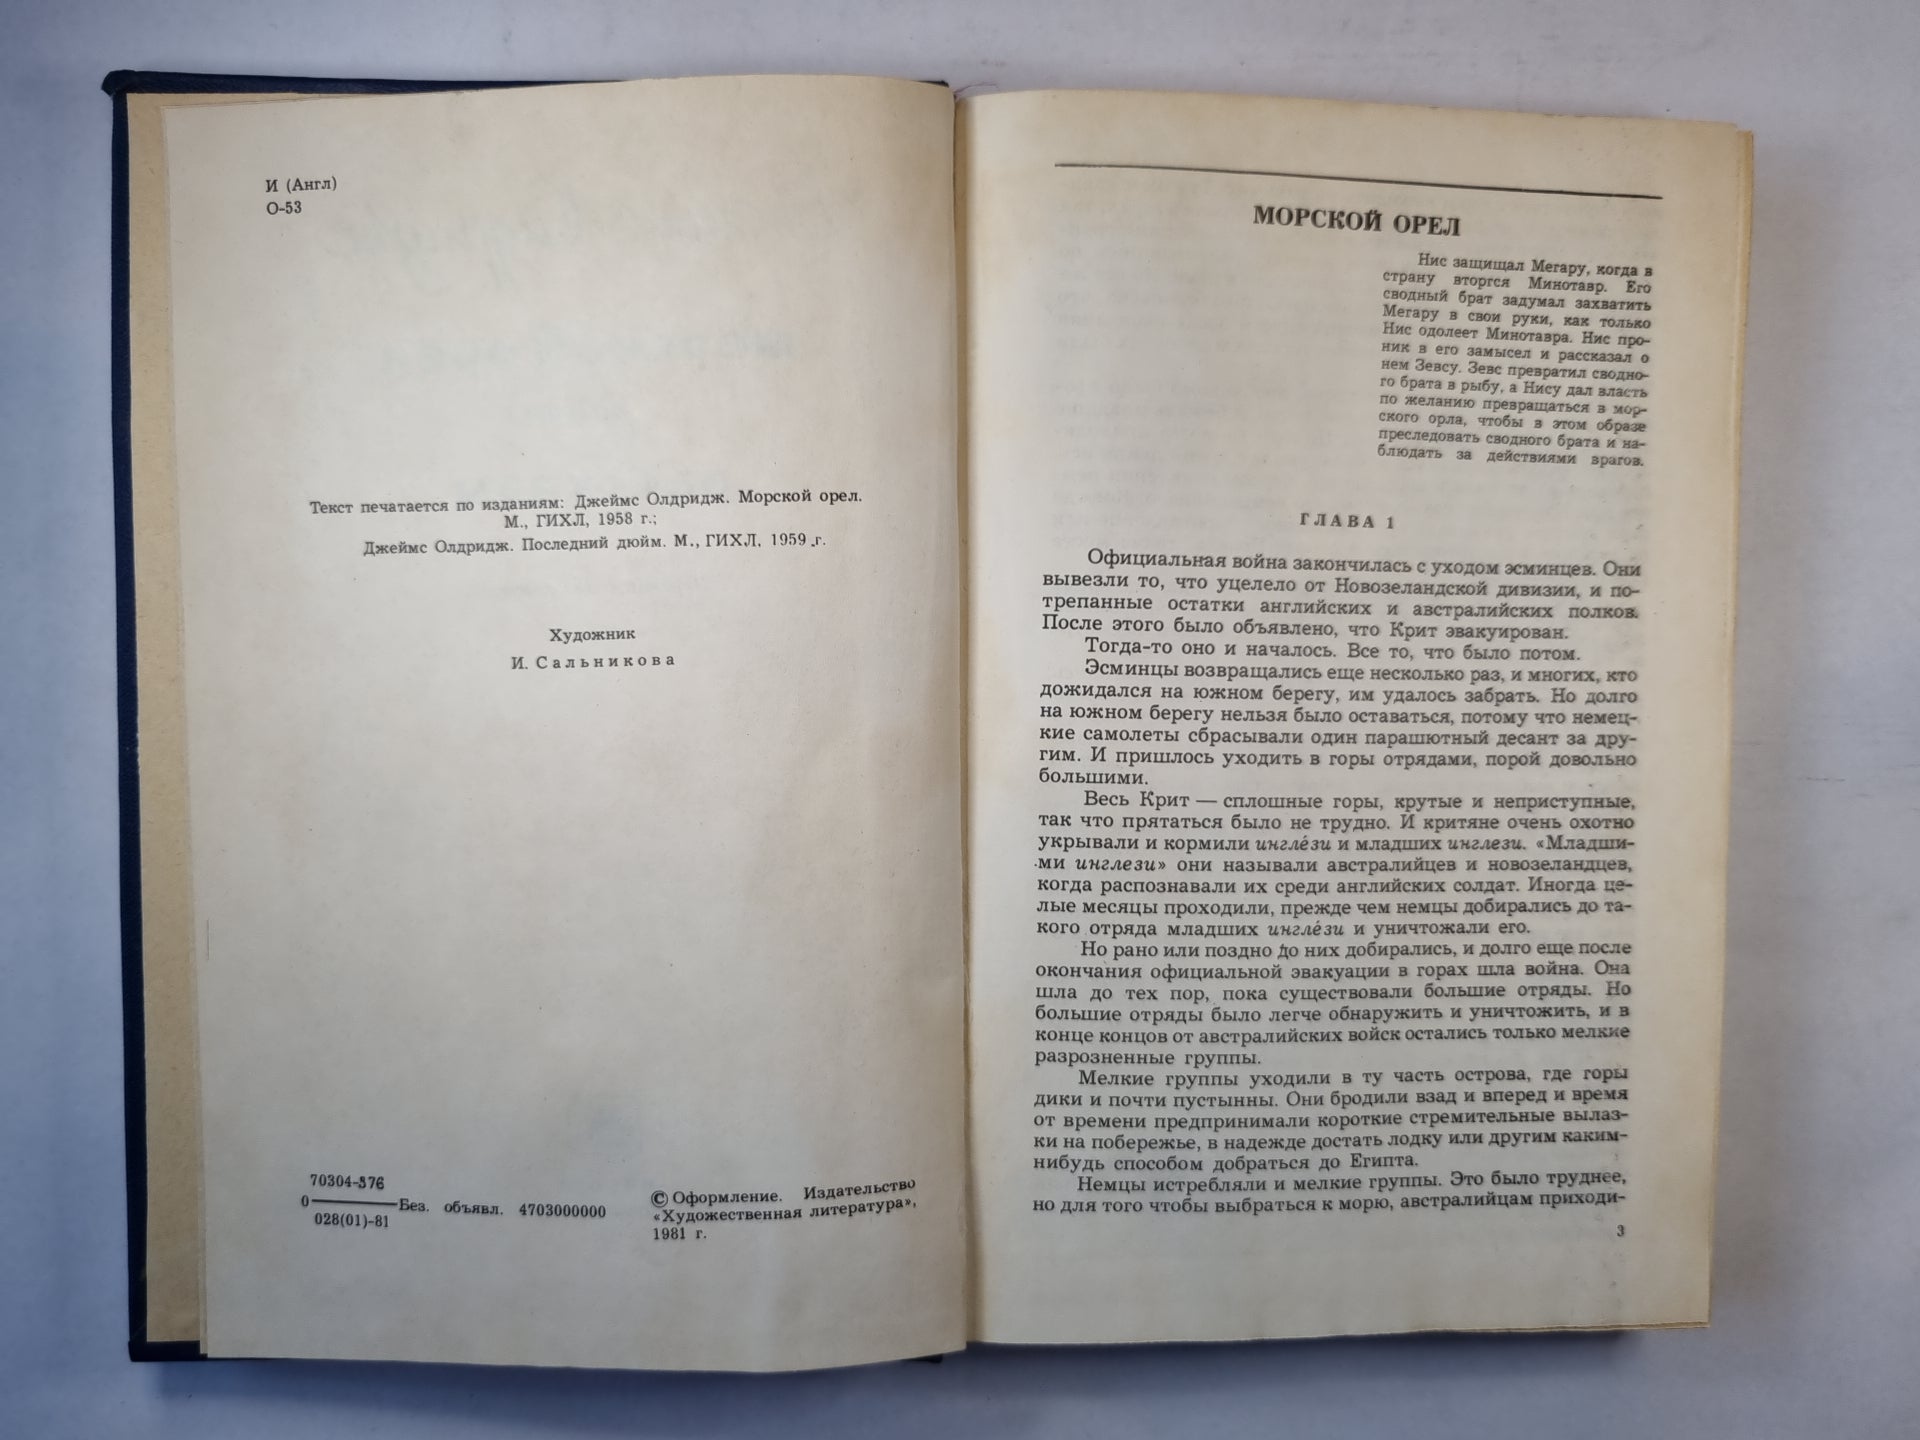 И (Англ)
О-53
Текст печатается по изданиям: Джеймс Олдридж. Морской орел.
М., ГИХЛ, 1958 г.;
Джеймс Олдридж. Последний дюйм. М., ГИХЛ, 1959 г.
Художник
И. Сальникова
70304-376
О————Без. объявл. 4703000000
028(01)-81
© Оформление. Издательство
«Художественная литература»,
1981 г.
МОРСКОЙ ОРЕЛ
Нис защищал Мегару, когда в
страну вторгся Минотавр. Его
сводный брат задумал захватить
Мегару в свои руки, как только
Нис одолеет Минотавра. Нис про-
ник в его замысел и рассказал о
нем Зевсу. Зевс превратил сводно-
го брата в рыбу, а Нису дал власть
по желанию превращаться в мор-
ского орла, чтобы в этом образе
преследовать сводного брата и на-
блюдать за действиями врагов.
ГЛАВА 1
Официальная война закончилась с уходом эсминцев. Они
вывезли то, что уцелело от Новозеландской дивизии, и по-
трепанные остатки английских и австралийских полков.
После этого было объявлено, что Крит эвакуирован.
Тогда-то оно и началось. Все то, что было потом.
Эсминцы возвращались еще несколько раз, и многих, кто
дожидался на южном берегу, им удалось забрать. Но долго
на южном берегу нельзя было оставаться, потому что немец-
кие самолеты сбрасывали один парашютный десант за дру-
гим. И пришлось уходить в горы отрядами, порой довольно
большими.
Весь Крит — сплошные горы, крутые и неприступные,
так что прятаться было не трудно. И критяне очень охотно
укрывали и кормили ингле́зи и младших инглези. «Младши-
ми инглези» они называли австралийцев и новозеландцев,
когда распознавали их среди английских солдат. Иногда це-
лые месяцы проходили, прежде чем немцы добирались до та-
кого отряда младших ингле́зи и уничтожали его.
Но рано или поздно до них добирались, и долго еще после
окончания официальной эвакуации в горах шла война. Она
шла до тех пор, пока существовали большие отряды. Но
большие отряды было легче обнаружить и уничтожить, и в
конце концов от австралийских войск остались только мелкие
разрозненные группы.
Мелкие группы уходили в ту часть острова, где горы
дики и почти пустынны. Они бродили взад и вперед и время
от времени предпринимали короткие стремительные вылаз-
ки на побережье, в надежде достать лодку или другим каким-
нибудь способом добраться до Египта.
Немцы истребляли и мелкие группы. Это было труднее,
но для того чтобы выбраться к морю, австралийцам приходи-
3